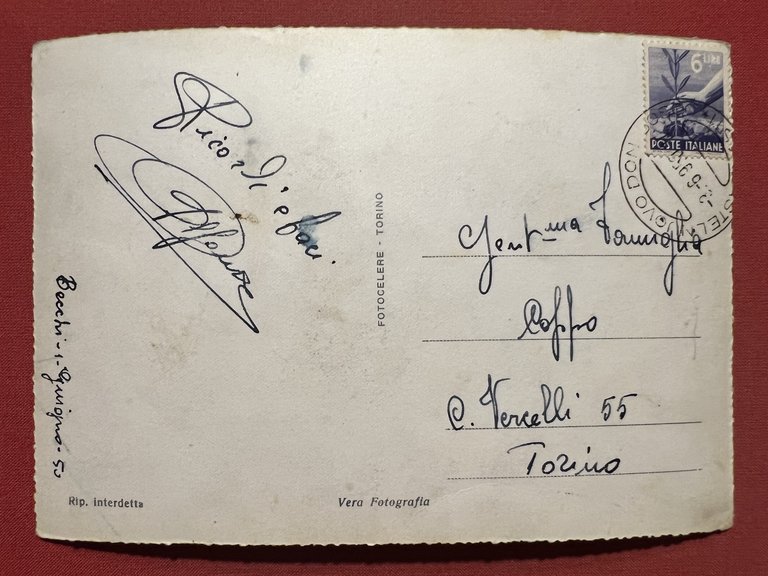 Ricordi e baci
Becchi - 1. Giugno - 50
Rip. interdetta
Vera Fotografia
FOTOCELERE - TORINO
6 LIRE
POSTE ITALIANE
Gent.ma Famiglia
Coppo
C. Vercelli 55
Torino